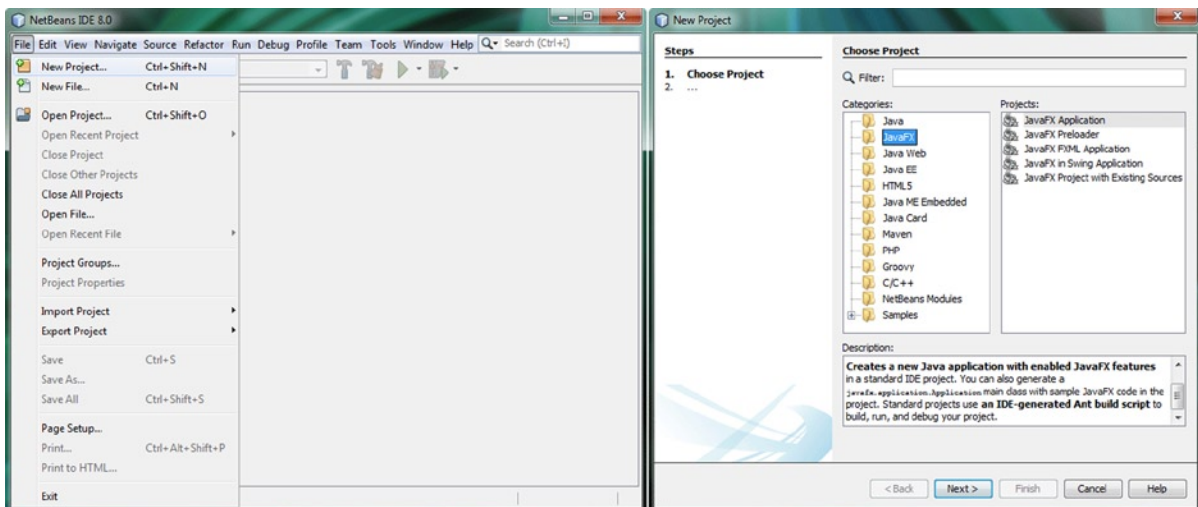 NetBeans IDE 8.0
File Edit View Navigate Source Refactor Run Debug Profile Team Tools Window Help Search (Ctrl+I)
New Project... Ctrl+Shift+N
New File... Ctrl+N
Open Project... Ctrl+Shift+O
Open Recent Project
Close Project
Close Other Projects
Close All Projects
Open File...
Open Recent File
Project Groups...
Project Properties
Import Project
Export Project
Save Ctrl+S
Save As...
Save All Ctrl+Shift+S
Page Setup...
Print... Ctrl+Alt+Shift+P
Print to HTML...
Exit
New Project
Steps
1. Choose Project
2. ...
Choose Project
Filter:
Categories:
Java
JavaFX
Java Web
Java EE
HTML5
Java ME Embedded
Java Card
Maven
PHP
Groovy
C/C++
NetBeans Modules
Samples
Projects:
JavaFX Application
JavaFX Preloader
JavaFX FXML Application
JavaFX in Swing Application
JavaFX Project with Existing Sources
Description:
Creates a new Java application with enabled JavaFX features
in a standard IDE project. You can also generate a
javafx.application.Application main class with sample JavaFX code in the
project. Standard projects use an IDE-generated Ant build script to
build, run, and debug your project.
< Back Next > Finish Cancel Help